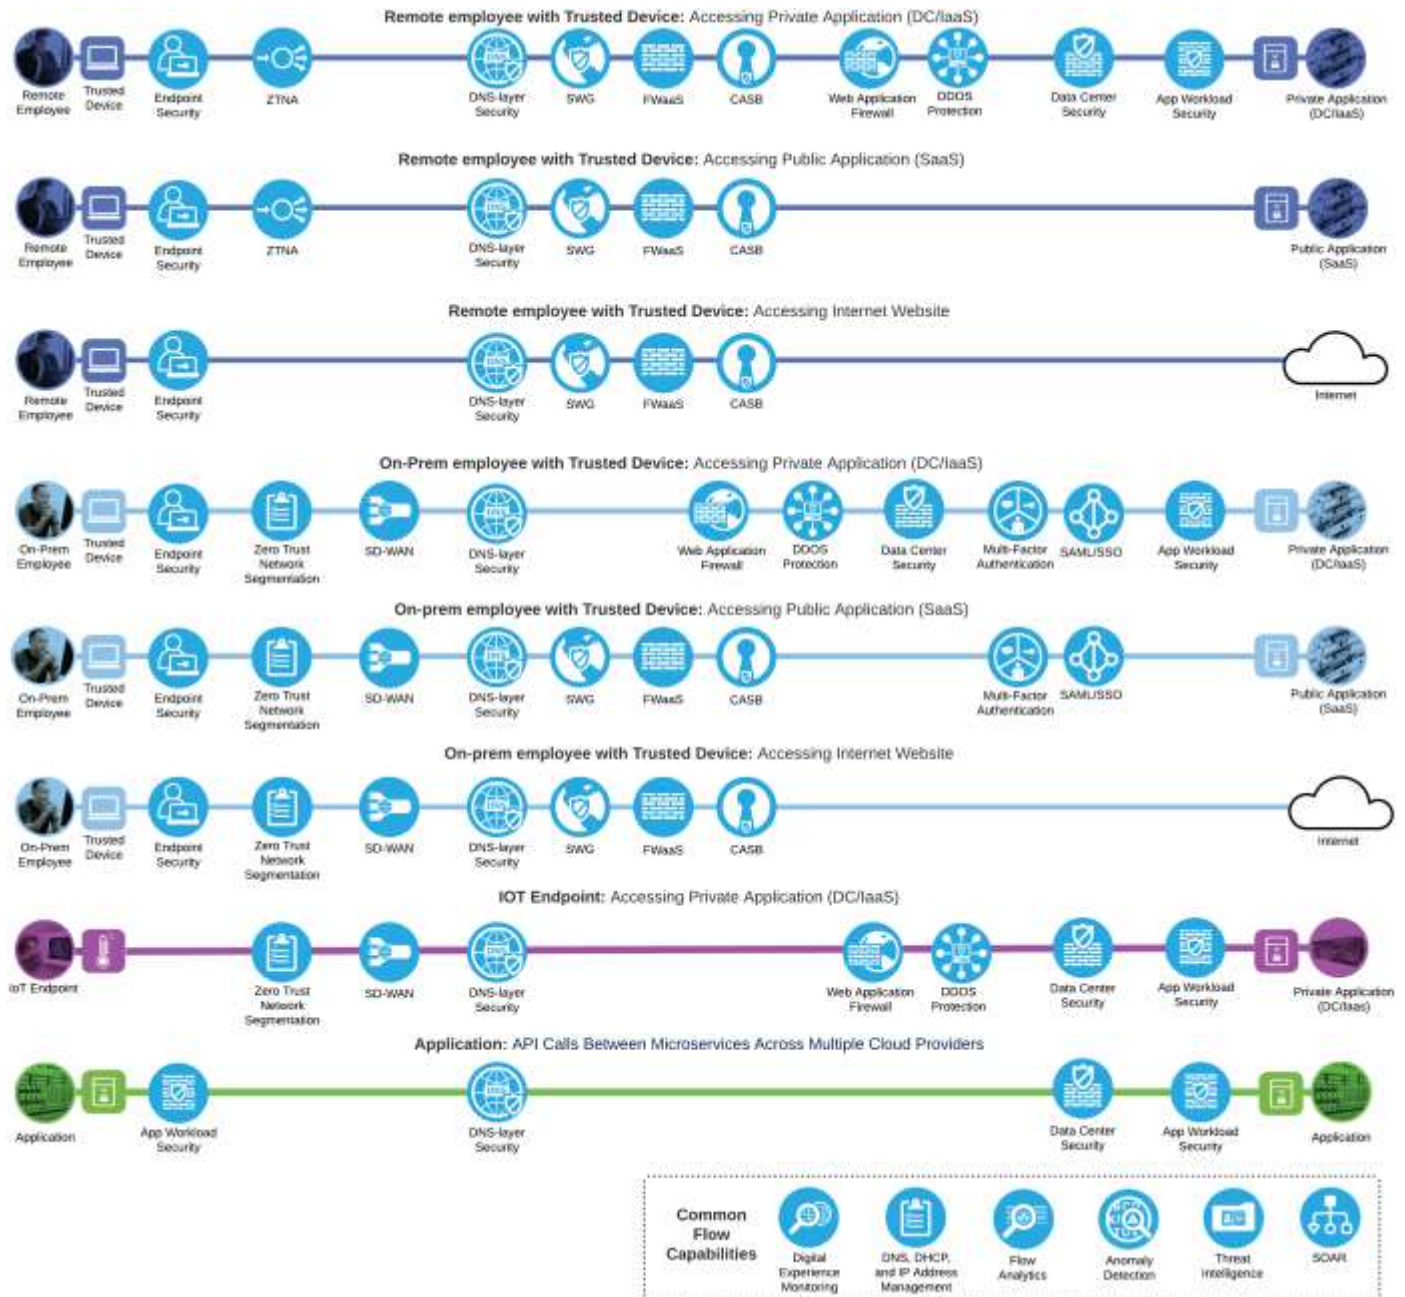 Remote employee with Trusted Device: Accessing Private Application (DC/IaaS)
Remote
Employee
Trusted
Device
Endpoint
Security
ZTNA
DNS-layer
Security
SWG
FWaaS
CASB
Web Application
Firewall
DDOS
Protection
Data Center
Security
App Workload
Security
Private Application
(DC/IaaS)
Remote employee with Trusted Device: Accessing Public Application (SaaS)
Remote
Employee
Trusted
Device
Endpoint
Security
ZTNA
DNS-layer
Security
SWG
FWaaS
CASB
Public Application
(SaaS)
Remote employee with Trusted Device: Accessing Internet Website
Remote
Employee
Trusted
Device
Endpoint
Security
DNS-layer
Security
SWG
FWaaS
CASB
Internet
On-Prem employee with Trusted Device: Accessing Private Application (DC/IaaS)
On-Prem
Employee
Trusted
Device
Endpoint
Security
Zero Trust
Network
Segmentation
SD-WAN
DNS-layer
Security
Web Application
Firewall
DDOS
Protection
Data Center
Security
Multi-Factor
Authentication
SAML/SSO
App Workload
Security
Private Application
(DC/IaaS)
On-prem employee with Trusted Device: Accessing Public Application (SaaS)
On-Prem
Employee
Trusted
Device
Endpoint
Security
Zero Trust
Network
Segmentation
SD-WAN
DNS-layer
Security
SWG
FWaaS
CASB
Multi-Factor
Authentication
SAML/SSO
Public Application
(SaaS)
On-prem employee with Trusted Device: Accessing Internet Website
On-Prem
Employee
Trusted
Device
Endpoint
Security
Zero Trust
Network
Segmentation
SD-WAN
DNS-layer
Security
SWG
FWaaS
CASB
Internet
IOT Endpoint: Accessing Private Application (DC/IaaS)
IoT Endpoint
Zero Trust
Network
Segmentation
SD-WAN
DNS-layer
Security
Web Application
Firewall
DDOS
Protection
Data Center
Security
App Workload
Security
Private Application
(DC/Iaas)
Application: API Calls Between Microservices Across Multiple Cloud Providers
Application
App Workload
Security
DNS-layer
Security
Data Center
Security
App Workload
Security
Application
Common
Flow
Capabilities
Digital
Experience
Monitoring
DNS, DHCP,
and IP Address
Management
Flow
Analytics
Anomaly
Detection
Threat
Intelligence
SOAR